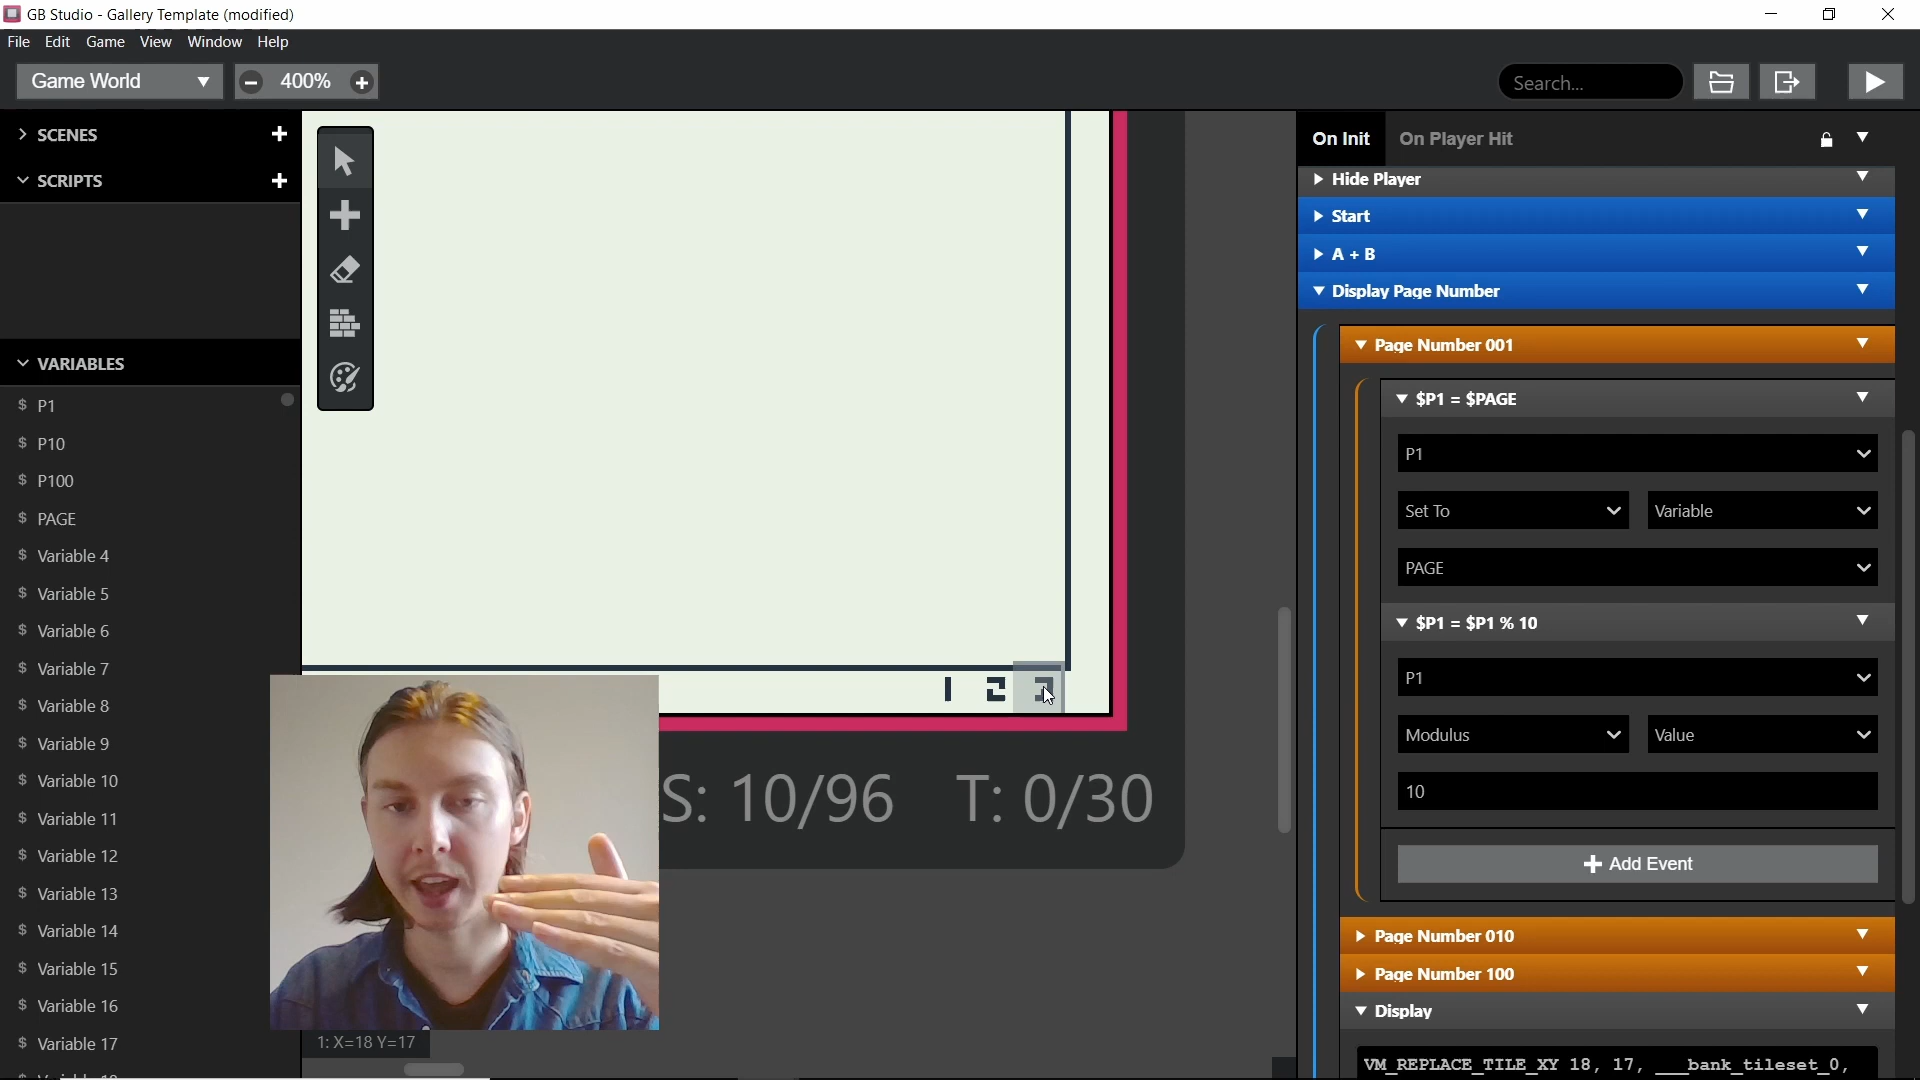 GB Studio - Gallery Template (modified)
File Edit Game View Window Help
Game World
400%
Search...
SCENES
SCRIPTS
VARIABLES
$ P1
$ P10
$ P100
$ PAGE
$ Variable 4
$ Variable 5
$ Variable 6
$ Variable 7
$ Variable 8
$ Variable 9
$ Variable 10
$ Variable 11
$ Variable 12
$ Variable 13
$ Variable 14
$ Variable 15
$ Variable 16
$ Variable 17
1 2
S: 10/96 T: 0/30
1: X=18 Y=17
On Init On Player Hit
Hide Player
Start
A + B
Display Page Number
Page Number 001
$P1 = $PAGE
P1
Set To Variable
PAGE
$P1 = $P1 % 10
P1
Modulus Value
10
Add Event
Page Number 010
Page Number 100
Display
VM_REPLACE_TILE_XY 18, 17, ___bank_tileset_0,